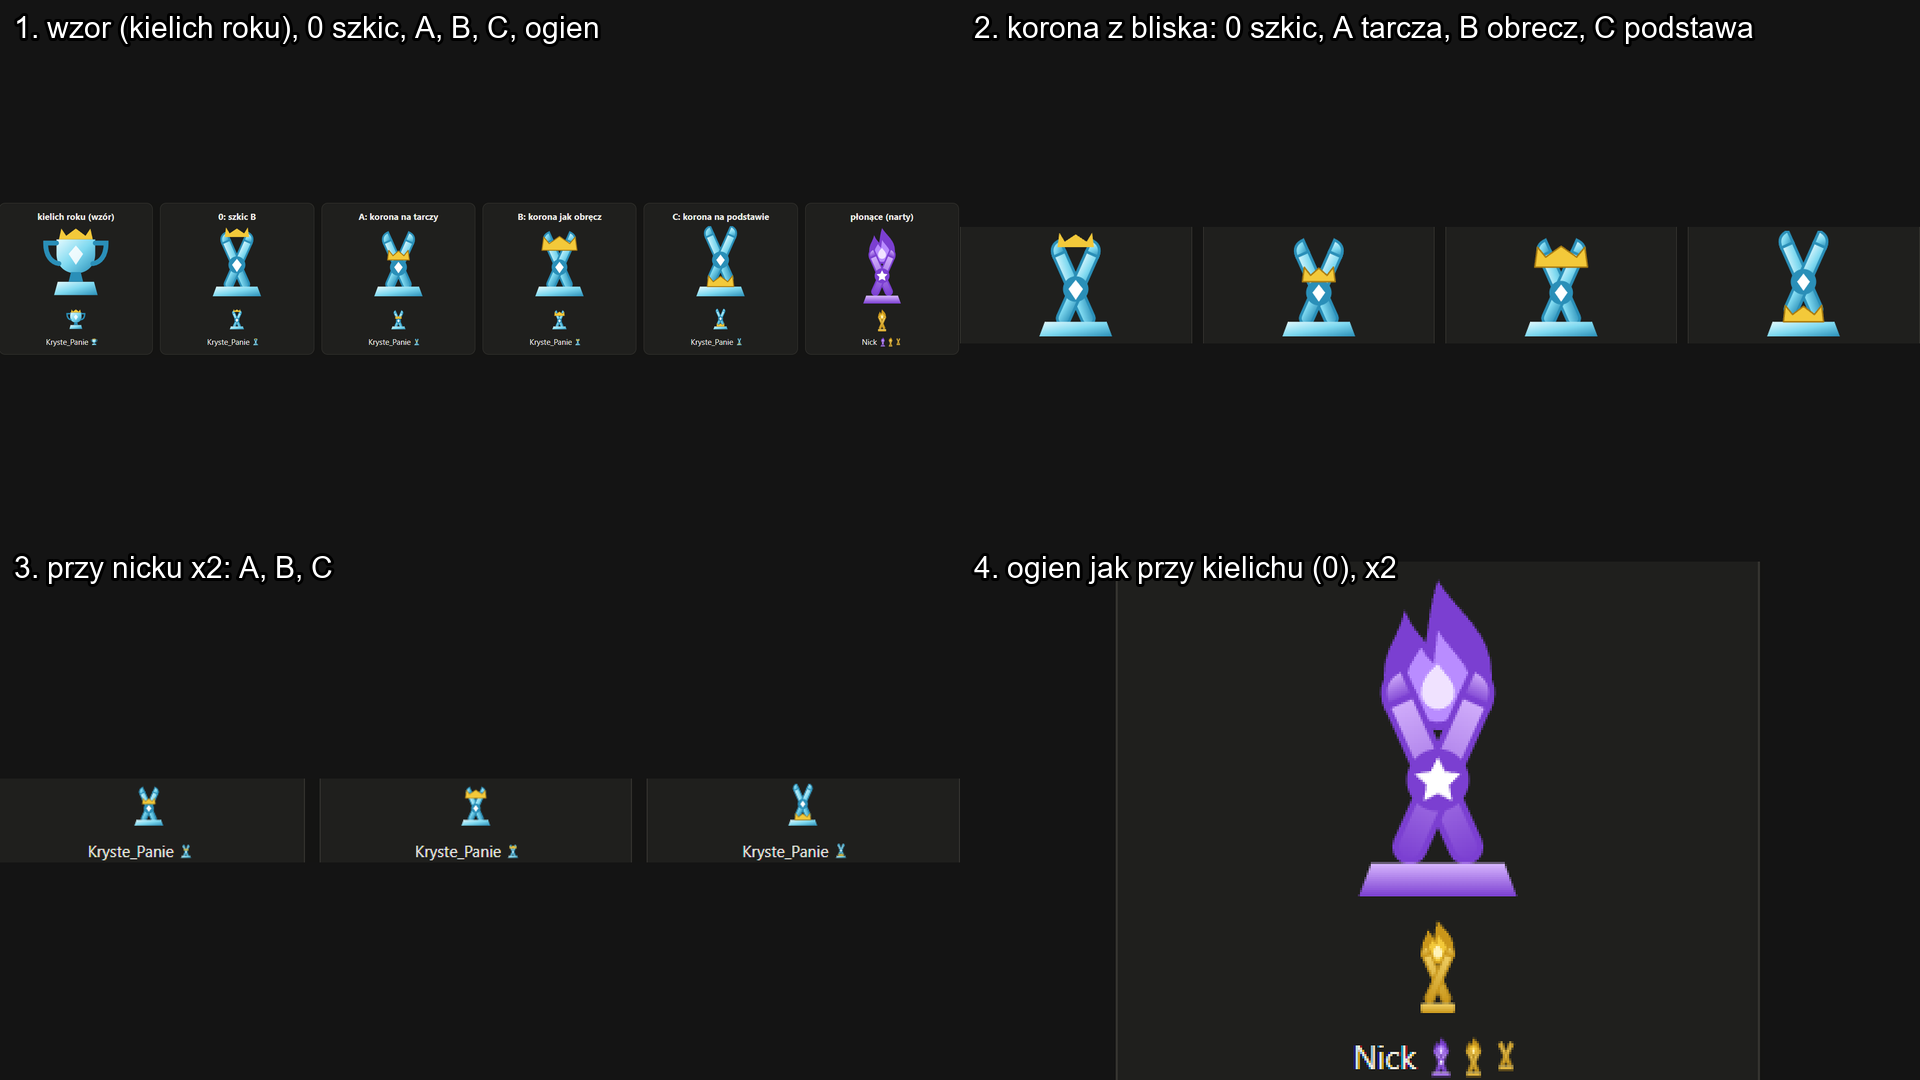 1. wzor (kielich roku), 0 szkic, A, B, C, ogien
kielich roku (wzór)
0: szkic B
A: korona na tarczy
B: korona jak obręcz
C: korona na podstawie
płonące (narty)
Kryste_Panie
Kryste_Panie
Kryste_Panie
Kryste_Panie
Kryste_Panie
Nick
2. korona z bliska: 0 szkic, A tarcza, B obrecz, C podstawa
3. przy nicku x2: A, B, C
Kryste_Panie
Kryste_Panie
Kryste_Panie
4. ogien jak przy kielichu (0), x2
Nick